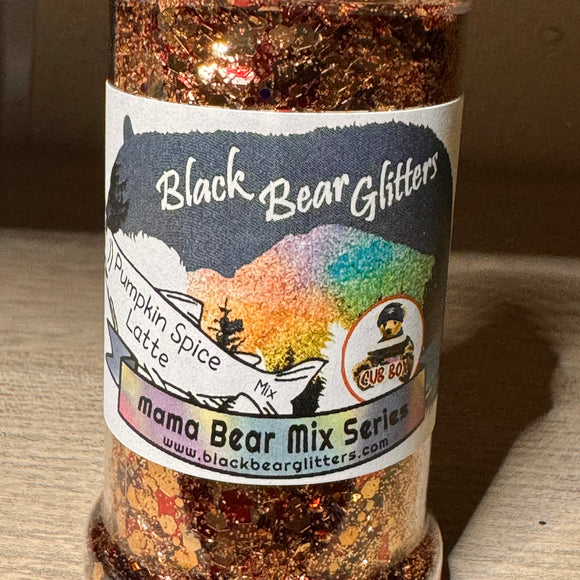 Black Bear Glitters
Pumpkin Spice
Latte
Mix
CUB BOX
Mama Bear Mix Series
www.blackbearglitters.com